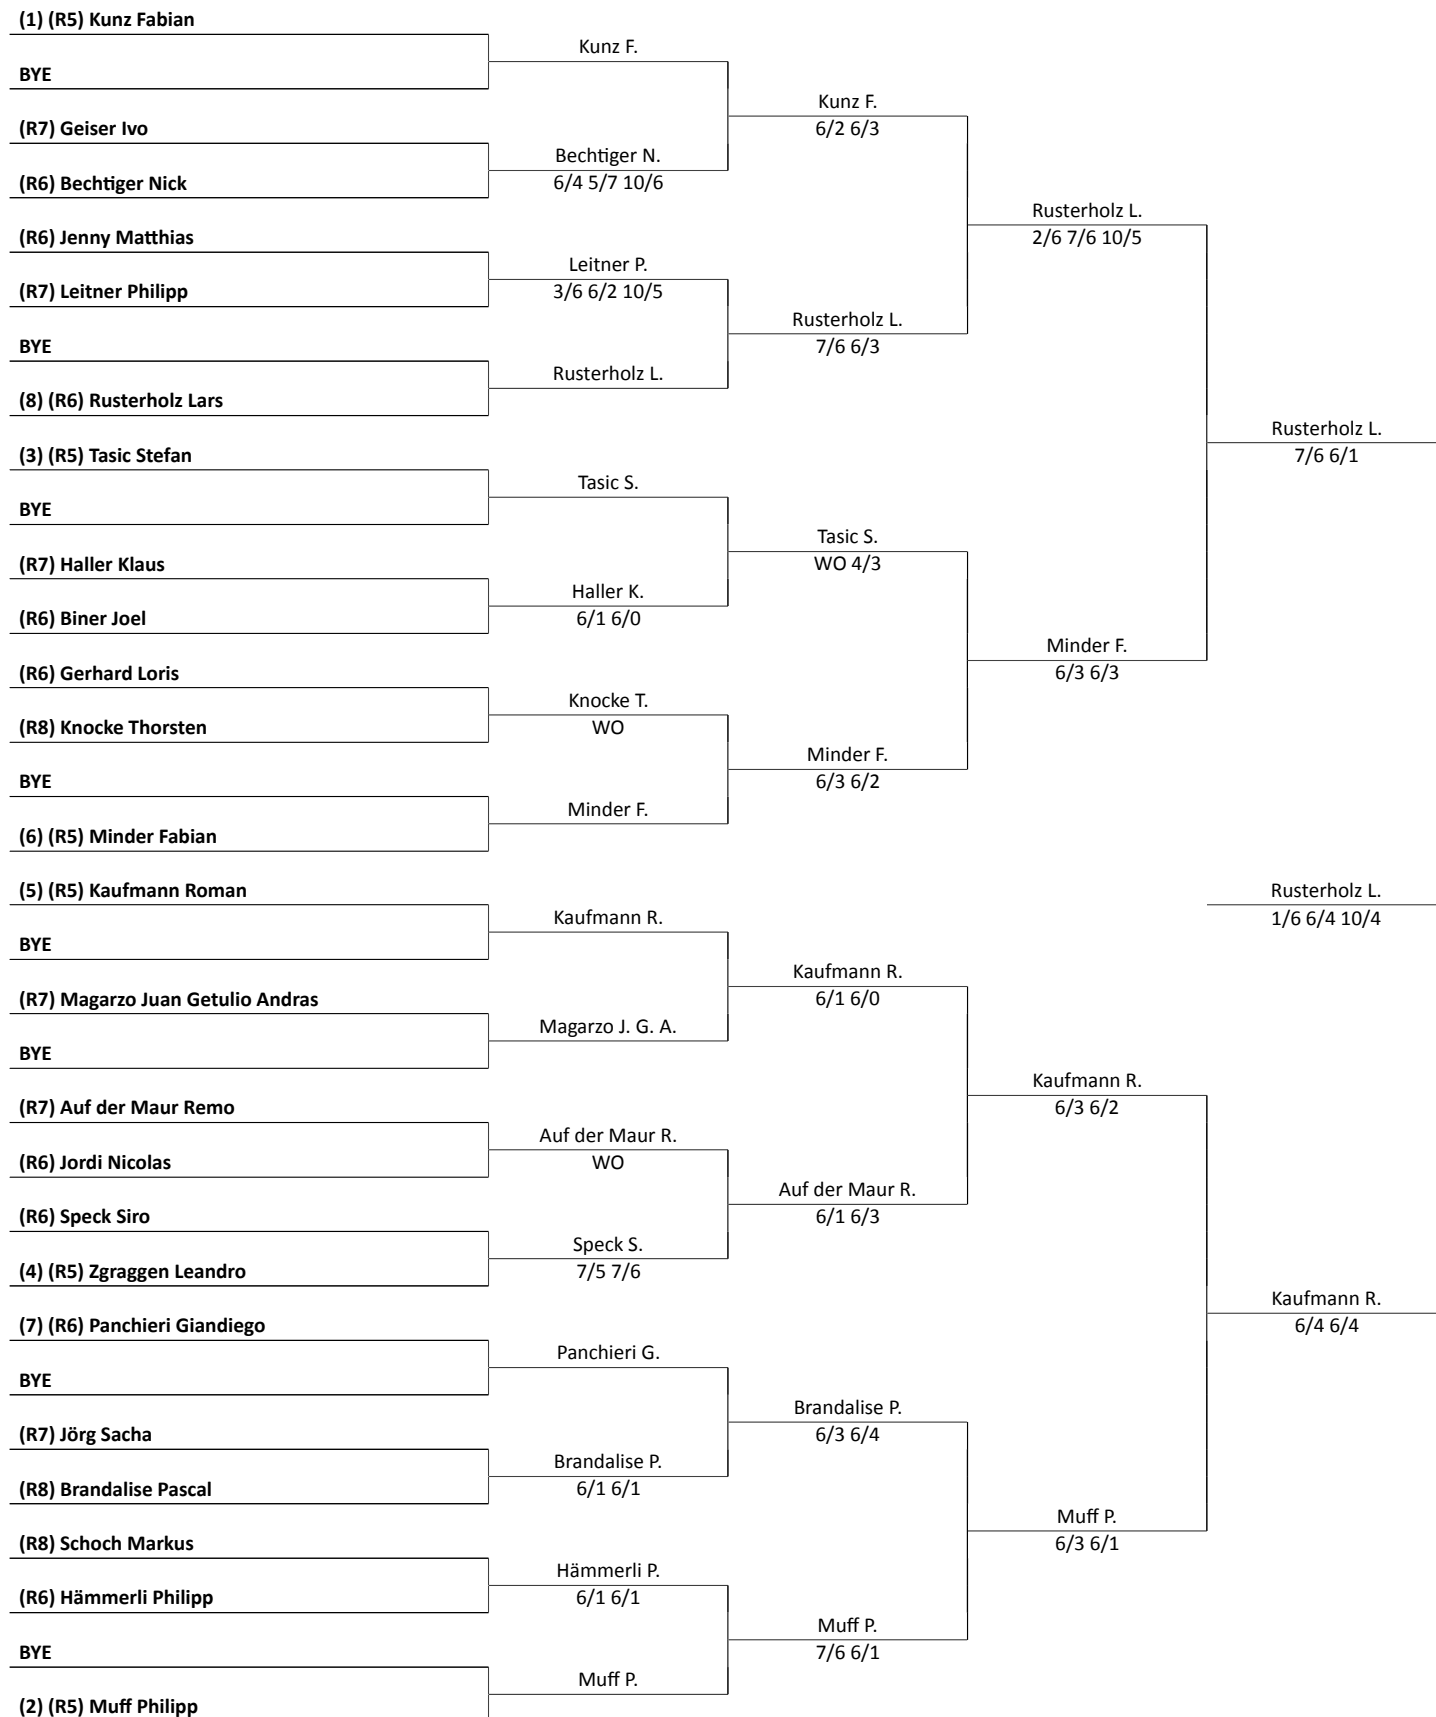 (1) (R5) Kunz Fabian
Kunz F.
BYE
Kunz F.
6/2 6/3
(R7) Geiser Ivo
Bechtiger N.
6/4 5/7 10/6
(R6) Bechtiger Nick
Rusterholz L.
2/6 7/6 10/5
(R6) Jenny Matthias
Leitner P.
3/6 6/2 10/5
(R7) Leitner Philipp
Rusterholz L.
7/6 6/3
BYE
Rusterholz L.
(8) (R6) Rusterholz Lars
Rusterholz L.
7/6 6/1
(3) (R5) Tasic Stefan
Tasic S.
BYE
Tasic S.
WO 4/3
(R7) Haller Klaus
Haller K.
6/1 6/0
(R6) Biner Joel
Minder F.
6/3 6/3
(R6) Gerhard Loris
Knocke T.
WO
(R8) Knocke Thorsten
Minder F.
6/3 6/2
BYE
Minder F.
(6) (R5) Minder Fabian
(5) (R5) Kaufmann Roman
Rusterholz L.
1/6 6/4 10/4
Kaufmann R.
BYE
Kaufmann R.
6/1 6/0
(R7) Magarzo Juan Getulio Andras
Magarzo J. G. A.
BYE
Kaufmann R.
6/3 6/2
(R7) Auf der Maur Remo
Auf der Maur R.
WO
(R6) Jordi Nicolas
Auf der Maur R.
6/1 6/3
(R6) Speck Siro
Speck S.
7/5 7/6
(4) (R5) Zgraggen Leandro
Kaufmann R.
6/4 6/4
(7) (R6) Panchieri Giandiego
Panchieri G.
BYE
Brandalise P.
6/3 6/4
(R7) Jörg Sacha
Brandalise P.
6/1 6/1
(R8) Brandalise Pascal
Muff P.
6/3 6/1
(R8) Schoch Markus
Hämmerli P.
6/1 6/1
(R6) Hämmerli Philipp
Muff P.
7/6 6/1
BYE
Muff P.
(2) (R5) Muff Philipp